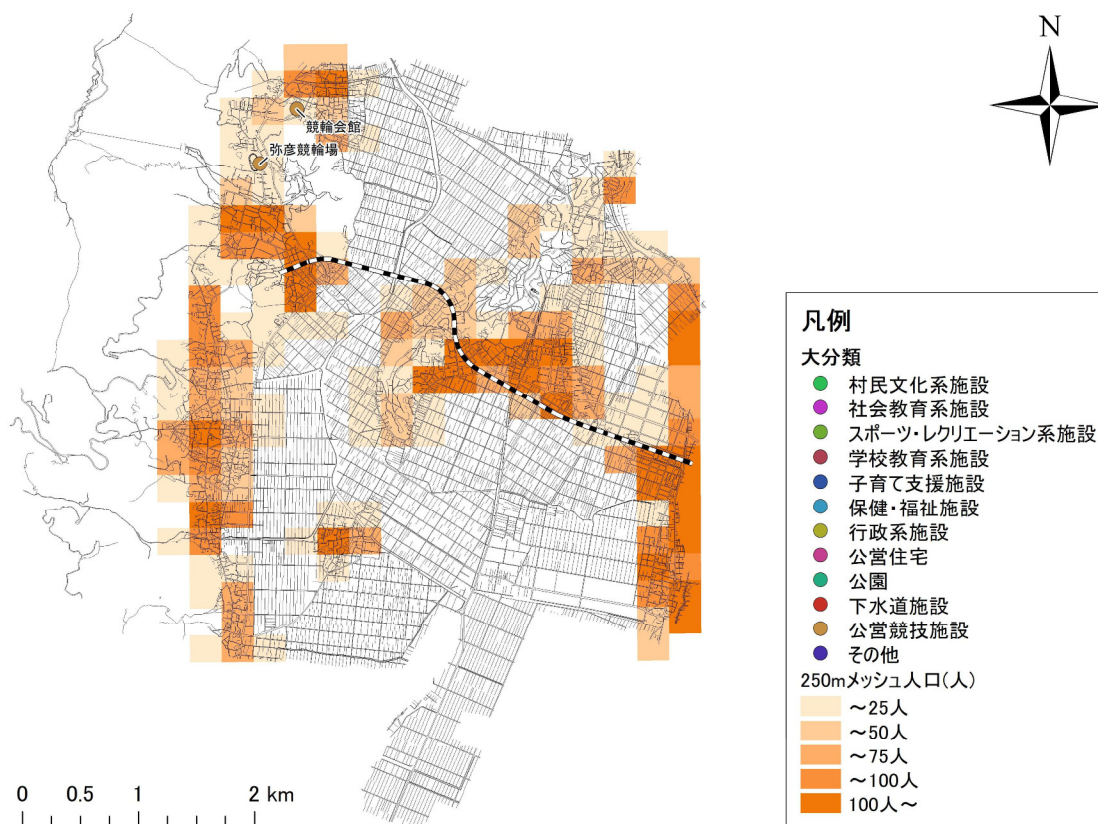 N
競輪会館
弥彦競輪場
凡例
大分類
村民文化系施設
社会教育系施設
スポーツ・レクリエーション系施設
学校教育系施設
子育て支援施設
保健・福祉施設
行政系施設
公営住宅
公園
下水道施設
公営競技施設
その他
250mメッシュ人口(人)
～25人
～50人
～75人
～100人
100人～
0 0.5 1 2 km